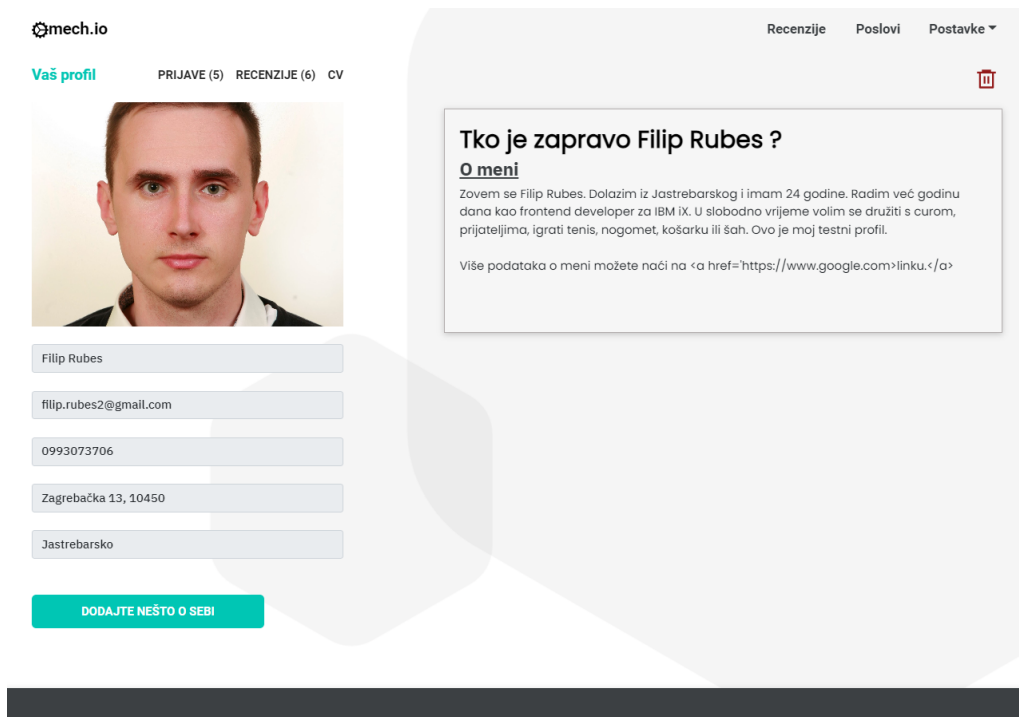 mech.io
Recenzije Poslovi Postavke
Vaš profil PRIJAVE (5) RECENZIJE (6) CV
Tko je zapravo Filip Rubes ?
O meni
Zovem se Filip Rubes. Dolazim iz Jastrebarskog i imam 24 godine. Radim već godinu
dana kao frontend developer za IBM iX. U slobodno vrijeme volim se družiti s curom,
prijateljima, igrati tenis, nogomet, košarku ili šah. Ovo je moj testni profil.
Više podataka o meni možete naći na <a href='https://www.google.com>linku.</a>
Filip Rubes
filip.rubes2@gmail.com
0993073706
Zagrebačka 13, 10450
Jastrebarsko
DODAJTE NEŠTO O SEBI